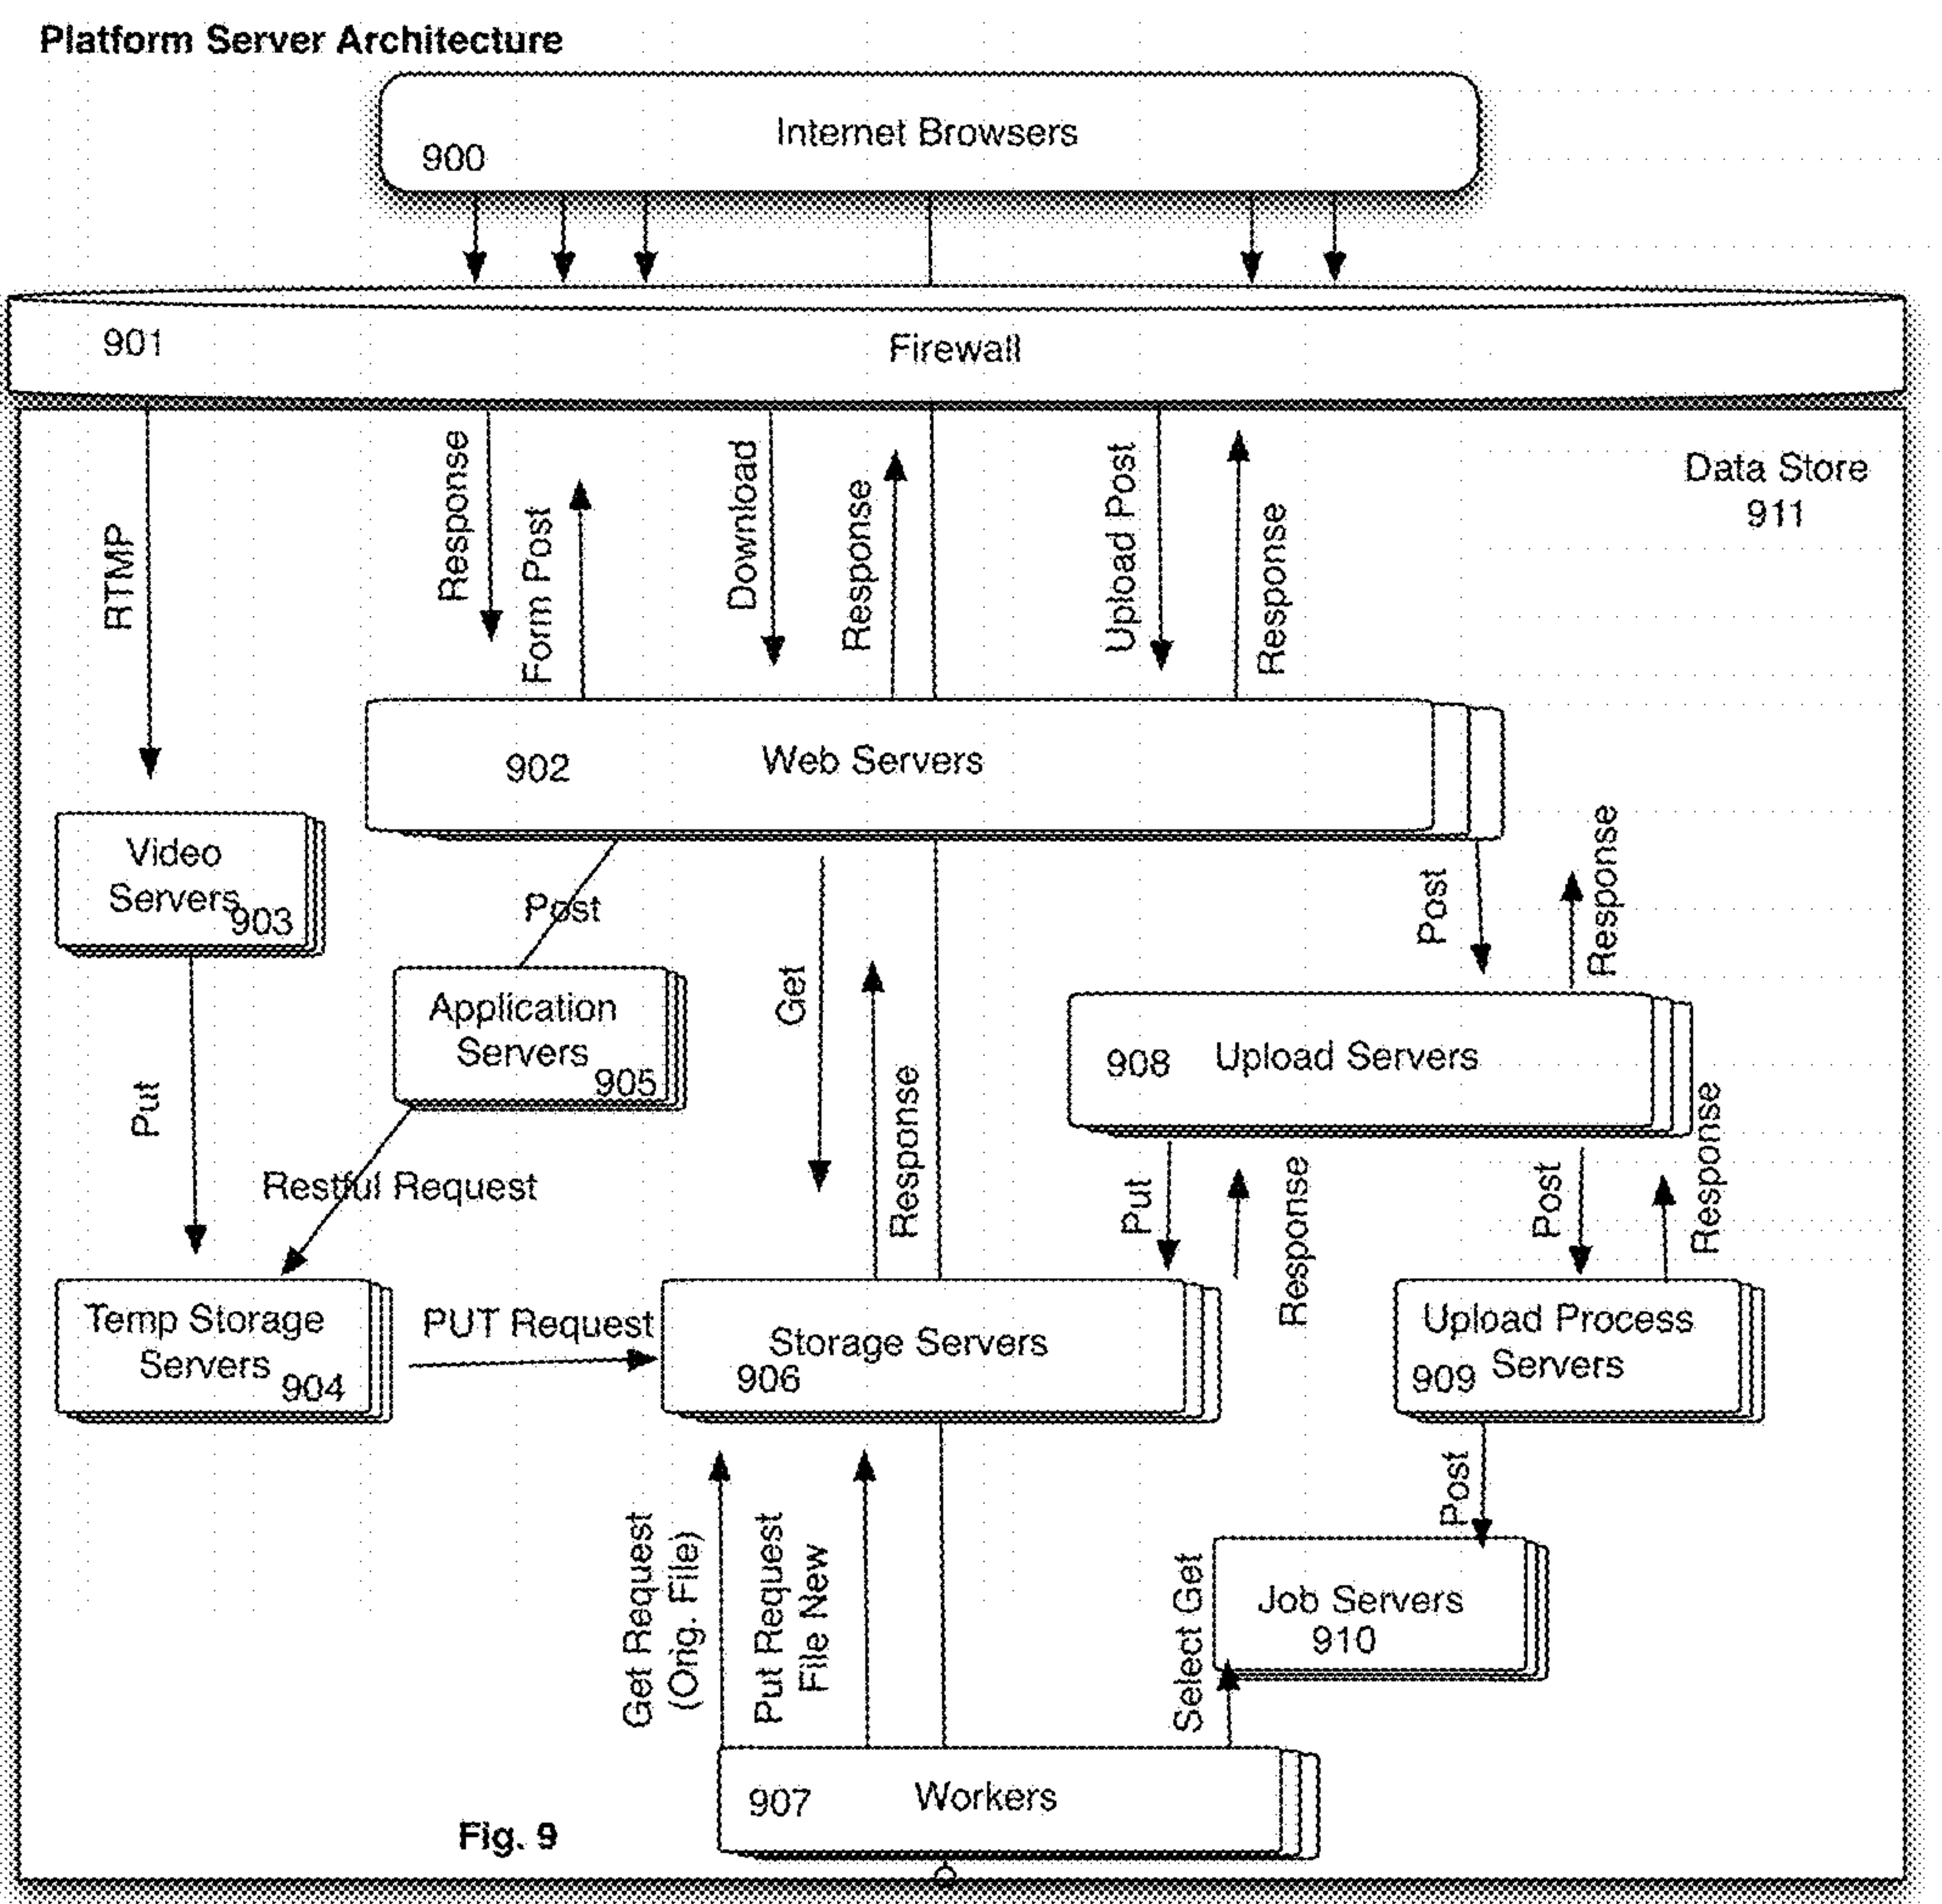 Platform Server Architecture
Internet Browsers
900
901
Firewall
Data Store
911
RTMP
Response
Form Post
Download
Response
Upload Post
Response
902
Web Servers
Video
Servers
903
Post
Application
Servers
905
Get
Response
Post
Response
908
Upload Servers
Put
Restful Request
Put
Response
Post
Response
Temp Storage
Servers
904
PUT Request
Storage Servers
906
Upload Process
909
Servers
Post
Get Request
(Orig. File)
Put Request
File New
Select Get
Job Servers
910
907
Workers
Fig. 9